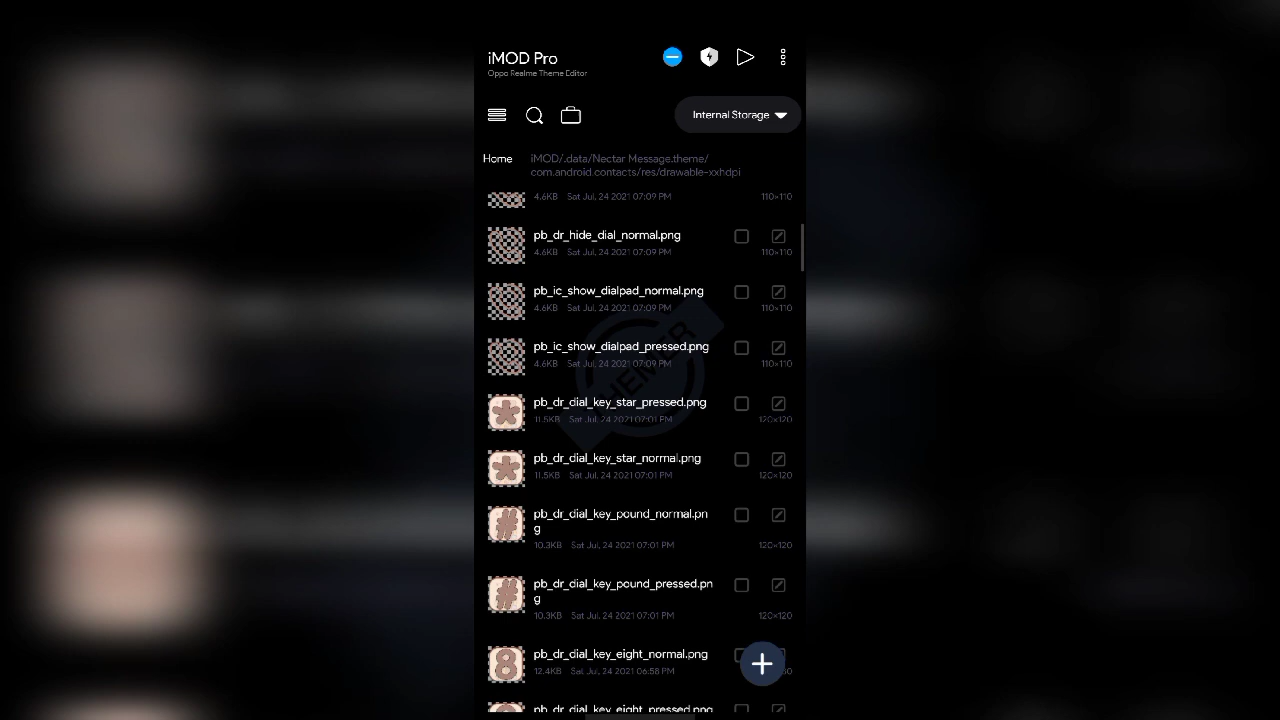 iMOD Pro
Oppo Realme Theme Editor
Internal Storage
Home
iMOD/.data/Nectar Message.theme/
com.android.contacts/res/drawable-xxhdpi
4.6KB Sat Jul, 24 2021 07:09 PM 110×110
pb_dr_hide_dial_normal.png
4.6KB Sat Jul, 24 2021 07:09 PM 110×110
pb_ic_show_dialpad_normal.png
4.6KB Sat Jul, 24 2021 07:09 PM 110×110
pb_ic_show_dialpad_pressed.png
4.6KB Sat Jul, 24 2021 07:09 PM 110×110
pb_dr_dial_key_star_pressed.png
11.5KB Sat Jul, 24 2021 07:01 PM 120×120
pb_dr_dial_key_star_normal.png
11.5KB Sat Jul, 24 2021 07:01 PM 120×120
#
pb_dr_dial_key_pound_normal.pn
g
10.3KB Sat Jul, 24 2021 07:01 PM 120×120
#
pb_dr_dial_key_pound_pressed.pn
g
10.3KB Sat Jul, 24 2021 07:01 PM 120×120
8
pb_dr_dial_key_eight_normal.png
12.4KB Sat Jul, 24 2021 06:58 PM
pb_dr_dial_key_eight_pressed.png